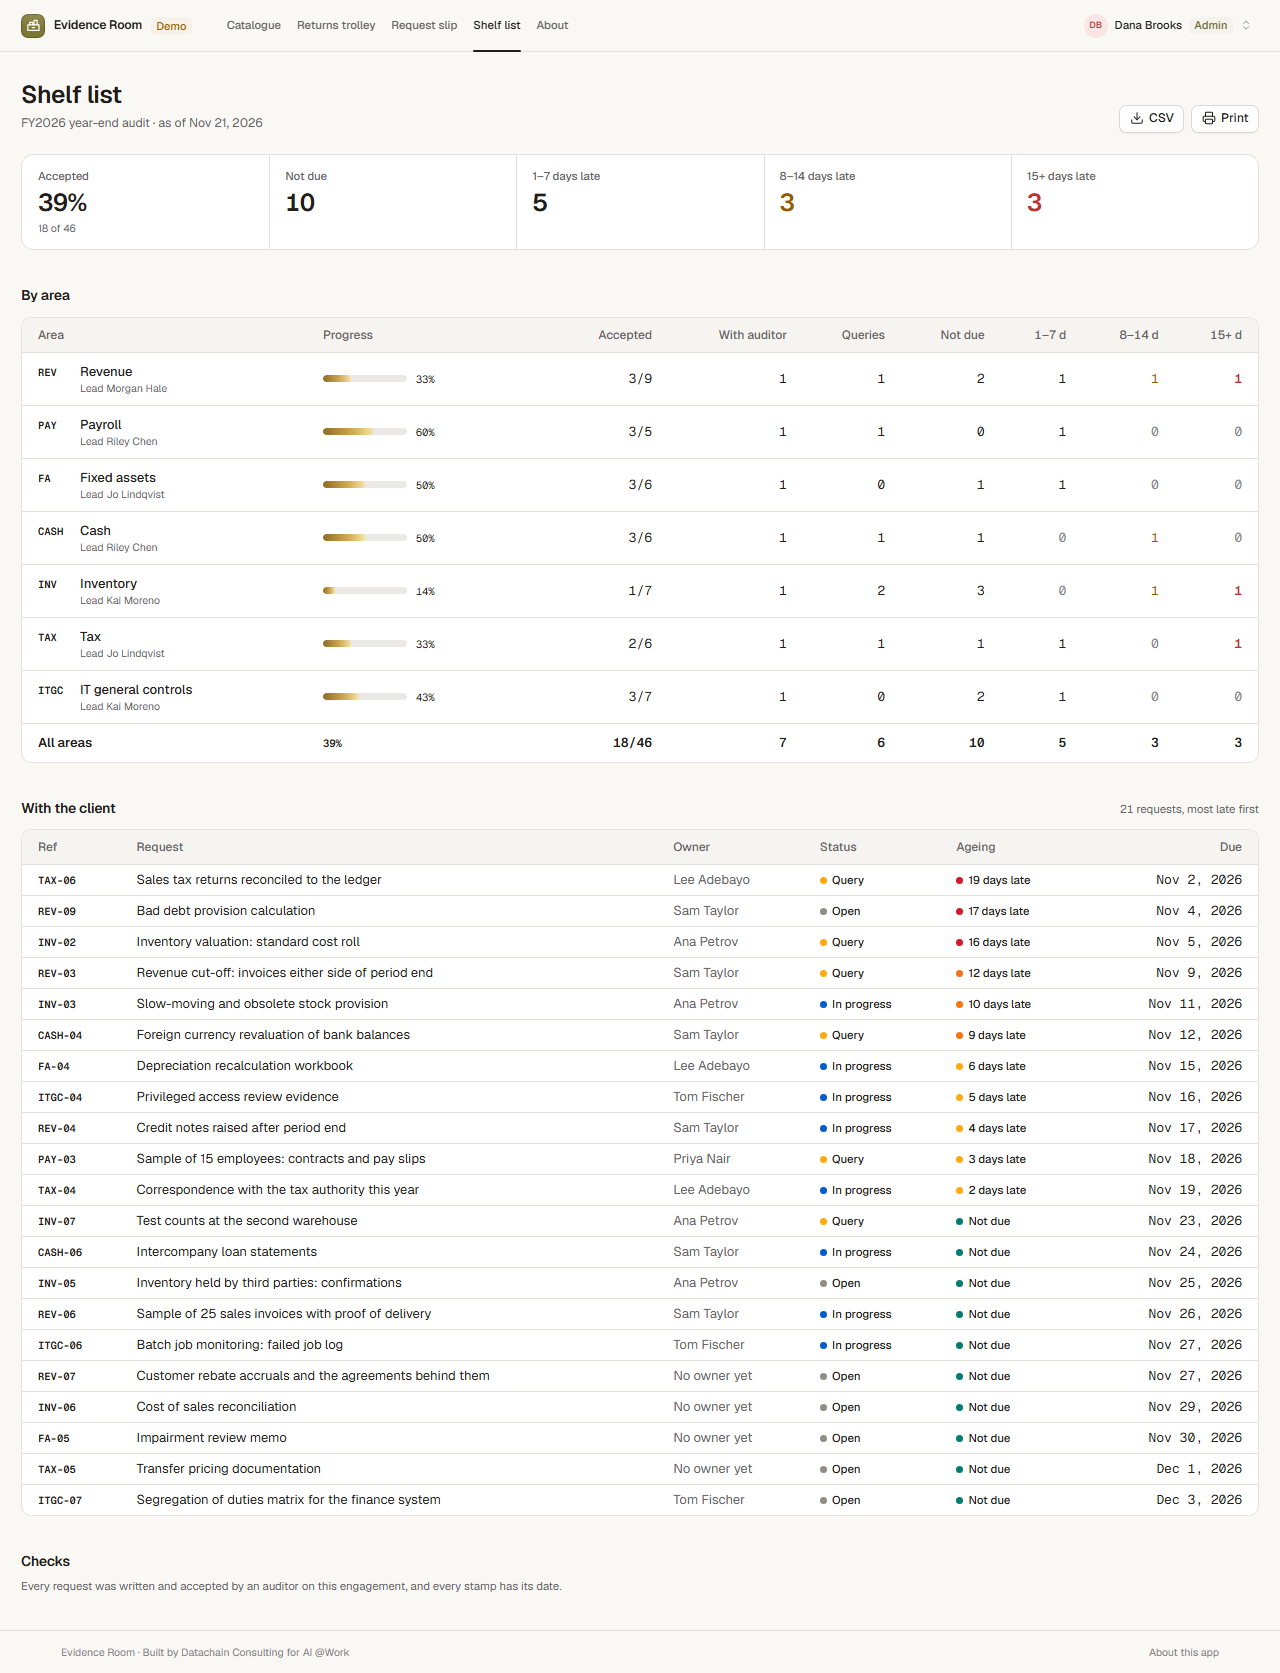 Evidence Room Demo Catalogue Returns trolley Request slip Shelf list About DB Dana Brooks Admin
Shelf list
FY2026 year-end audit · as of Nov 21, 2026
CSV Print
Accepted Not due 1–7 days late 8–14 days late 15+ days late
39% 10 5 3 3
18 of 46
By area
Area Progress Accepted With auditor Queries Not due 1–7 d 8–14 d 15+ d
REV Revenue 33% 3/9 1 1 2 1 1 1
Lead Morgan Hale
PAY Payroll 60% 3/5 1 1 0 1 0 0
Lead Riley Chen
FA Fixed assets 50% 3/6 1 0 1 1 0 0
Lead Jo Lindqvist
CASH Cash 50% 3/6 1 1 1 0 1 0
Lead Riley Chen
INV Inventory 14% 1/7 1 2 3 0 1 1
Lead Kai Moreno
TAX Tax 33% 2/6 1 1 1 1 0 1
Lead Jo Lindqvist
ITGC IT general controls 43% 3/7 1 0 2 1 0 0
Lead Kai Moreno
All areas 39% 18/46 7 6 10 5 3 3
With the client 21 requests, most late first
Ref Request Owner Status Ageing Due
TAX-06 Sales tax returns reconciled to the ledger Lee Adebayo Query 19 days late Nov 2, 2026
REV-09 Bad debt provision calculation Sam Taylor Open 17 days late Nov 4, 2026
INV-02 Inventory valuation: standard cost roll Ana Petrov Query 16 days late Nov 5, 2026
REV-03 Revenue cut-off: invoices either side of period end Sam Taylor Query 12 days late Nov 9, 2026
INV-03 Slow-moving and obsolete stock provision Ana Petrov In progress 10 days late Nov 11, 2026
CASH-04 Foreign currency revaluation of bank balances Sam Taylor Query 9 days late Nov 12, 2026
FA-04 Depreciation recalculation workbook Lee Adebayo In progress 6 days late Nov 15, 2026
ITGC-04 Privileged access review evidence Tom Fischer In progress 5 days late Nov 16, 2026
REV-04 Credit notes raised after period end Sam Taylor In progress 4 days late Nov 17, 2026
PAY-03 Sample of 15 employees: contracts and pay slips Priya Nair Query 3 days late Nov 18, 2026
TAX-04 Correspondence with the tax authority this year Lee Adebayo In progress 2 days late Nov 19, 2026
INV-07 Test counts at the second warehouse Ana Petrov Query Not due Nov 23, 2026
CASH-06 Intercompany loan statements Sam Taylor In progress Not due Nov 24, 2026
INV-05 Inventory held by third parties: confirmations Ana Petrov Open Not due Nov 25, 2026
REV-06 Sample of 25 sales invoices with proof of delivery Sam Taylor In progress Not due Nov 26, 2026
ITGC-06 Batch job monitoring: failed job log Tom Fischer In progress Not due Nov 27, 2026
REV-07 Customer rebate accruals and the agreements behind them No owner yet Open Not due Nov 27, 2026
INV-06 Cost of sales reconciliation No owner yet Open Not due Nov 29, 2026
FA-05 Impairment review memo No owner yet Open Not due Nov 30, 2026
TAX-05 Transfer pricing documentation No owner yet Open Not due Dec 1, 2026
ITGC-07 Segregation of duties matrix for the finance system Tom Fischer Open Not due Dec 3, 2026
Checks
Every request was written and accepted by an auditor on this engagement, and every stamp has its date.
Evidence Room · Built by Datachain Consulting for AI @Work About this app